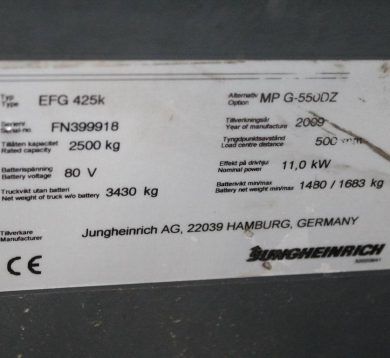 Typ
Type
EFG 425k
Alternativ
Option
MP G-550DZ
Serienr
Serial-no.
FN399918
Tillverkningsår
Year of manufacture
2009
Tillåten kapacitet
Rated capacity
2500 kg
Tyngdpunktsavstånd
Load centre distance
500 mm
Batterispänning
Battery voltage
80 V
Effekt på drivhjul
Nominal power
11,0 kW
Truckvikt utan batteri
Net weight of truck w/o battery
3430 kg
Batterivikt min/max
Net battery weight min/max
1480 / 1683 kg
Tillverkare
Manufacturer
Jungheinrich AG, 22039 HAMBURG, GERMANY
CE
JUNGHEINRICH